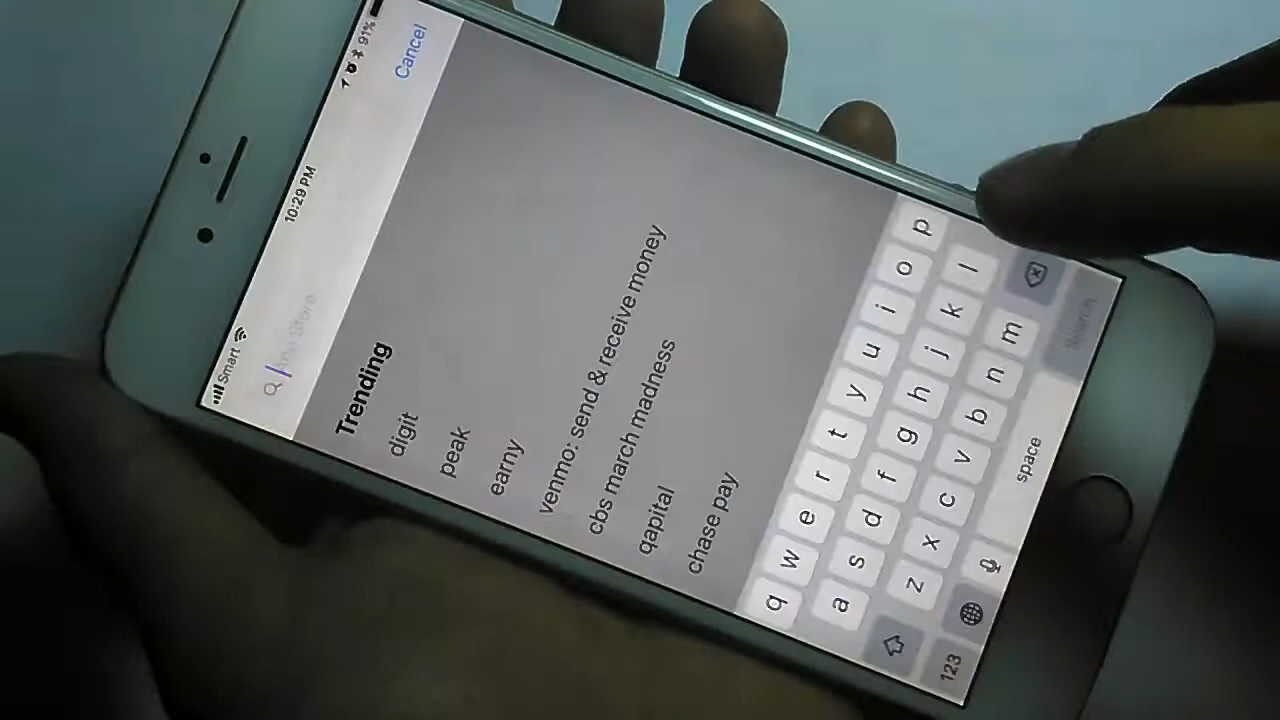 Smart 10:29 PM 91%
App Store Cancel
Trending
digit
peak
earny
venmo: send & receive money
cbs march madness
qapital
chase pay
q w e r t y u i o p
a s d f g h j k l
z x c v b n m
123 space Search